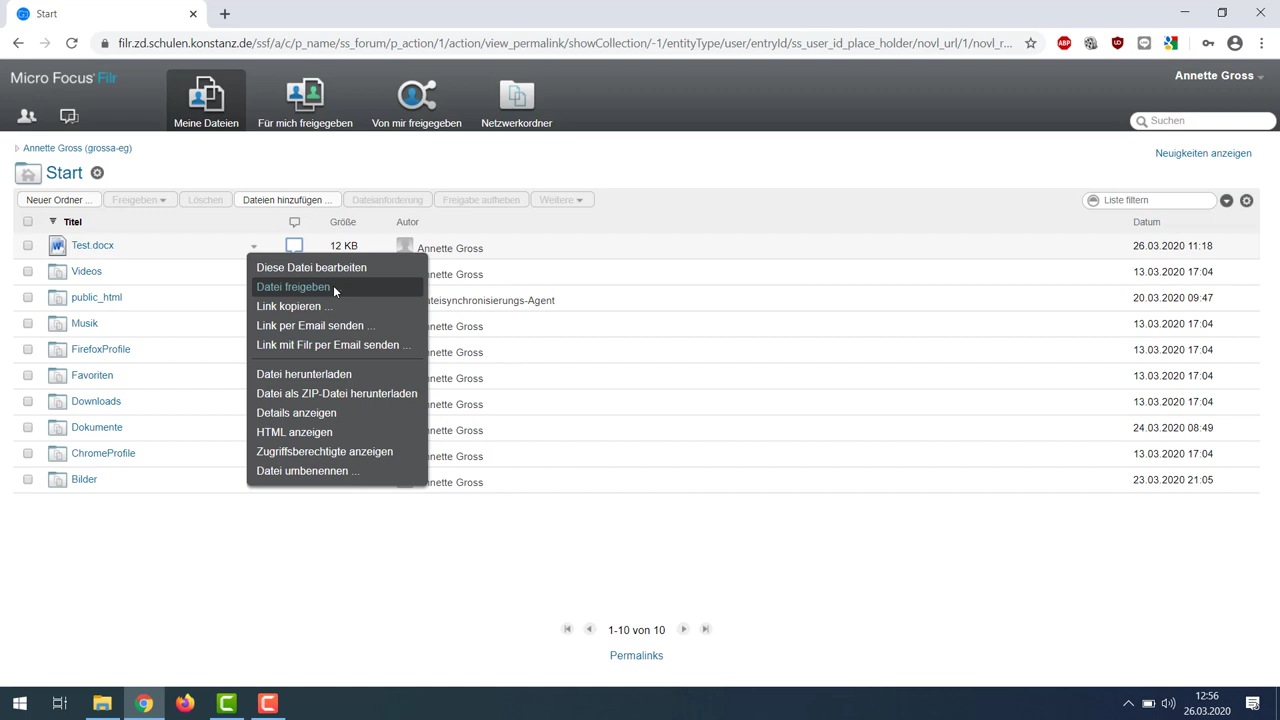 Start
filr.zd.schulen.konstanz.de/ssf/a/c/p_name/ss_forum/p_action/1/action/view_permalink/showCollection/-1/entityType/user/entryId/ss_user_id_place_holder/novl_url/1/novl_r...
ABP
Micro Focus Filr
Annette Gross
Meine Dateien
Für mich freigegeben
Von mir freigegeben
Netzwerkordner
Suchen
Annette Gross (grossa-eg)
Neuigkeiten anzeigen
Start
Neuer Ordner ... Freigeben Löschen Dateien hinzufügen ... Dateianforderung Freigabe aufheben Weitere
Liste filtern
Titel Größe Autor Datum
Test.docx 12 KB Annette Gross 26.03.2020 11:18
Videos nnette Gross 13.03.2020 17:04
public_html ateisynchronisierungs-Agent 20.03.2020 09:47
Musik nnette Gross 13.03.2020 17:04
FirefoxProfile nnette Gross 13.03.2020 17:04
Favoriten nnette Gross 13.03.2020 17:04
Downloads nnette Gross 13.03.2020 17:04
Dokumente nnette Gross 24.03.2020 08:49
ChromeProfile nnette Gross 13.03.2020 17:04
Bilder nnette Gross 23.03.2020 21:05
Diese Datei bearbeiten
Datei freigeben
Link kopieren ...
Link per Email senden ...
Link mit Filr per Email senden ...
Datei herunterladen
Datei als ZIP-Datei herunterladen
Details anzeigen
HTML anzeigen
Zugriffsberechtigte anzeigen
Datei umbenennen ...
1-10 von 10
Permalinks
12:56
26.03.2020